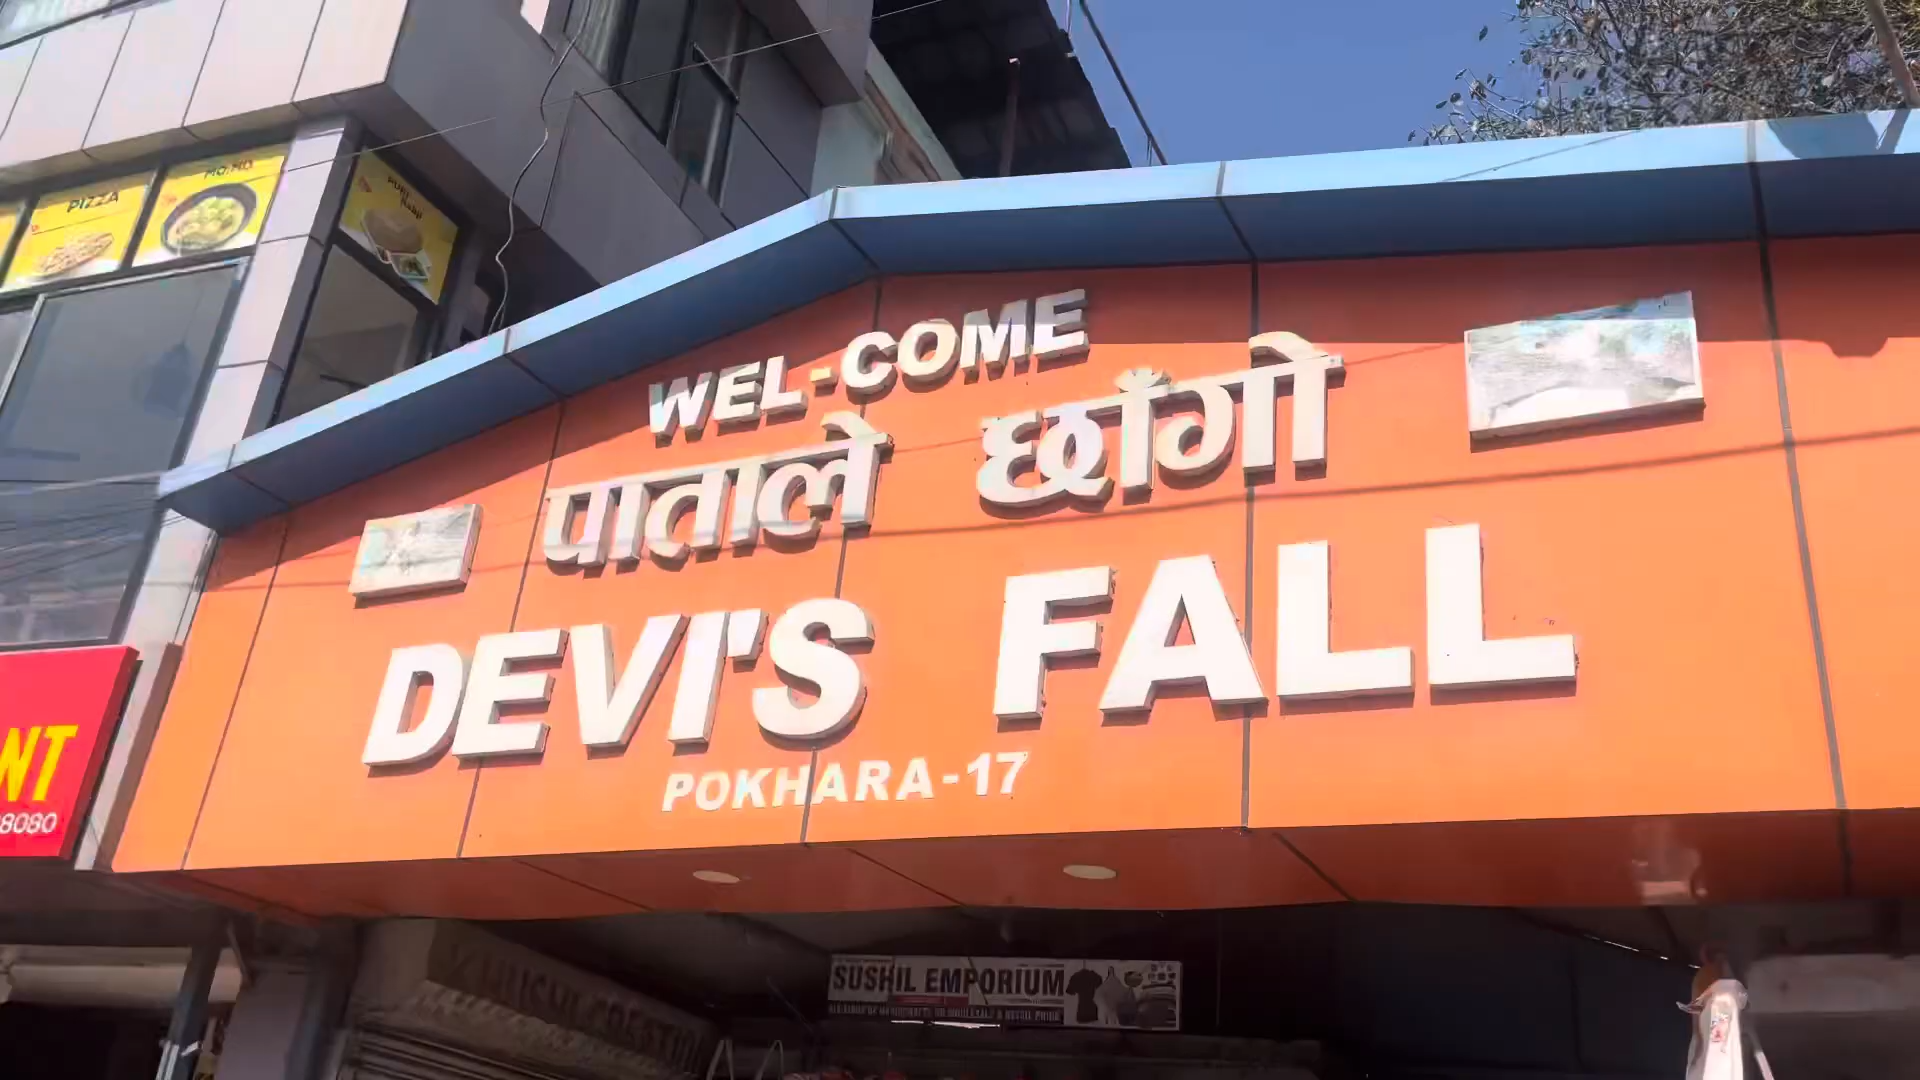 PIZZA
MO:MO
WEL-COME
पाताले छाँगो
DEVI'S FALL
POKHARA-17
NT
8080
SUSHIL EMPORIUM